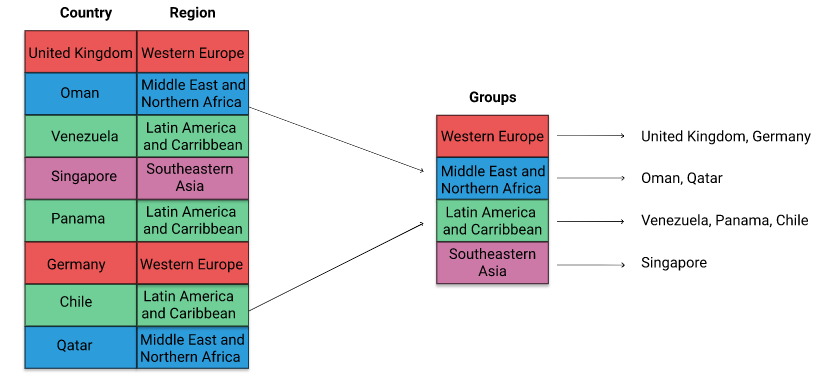 Country Region
United Kingdom Western Europe
Oman Middle East and
Northern Africa
Venezuela Latin America
and Carribbean
Singapore Southeastern
Asia
Panama Latin America
and Carribbean
Germany Western Europe
Chile Latin America
and Caribbean
Qatar Middle East and
Northern Africa
Groups
Western Europe United Kingdom, Germany
Middle East and
Northern Africa Oman, Qatar
Latin America
and Carribbean Venezuela, Panama, Chile
Southeastern
Asia Singapore